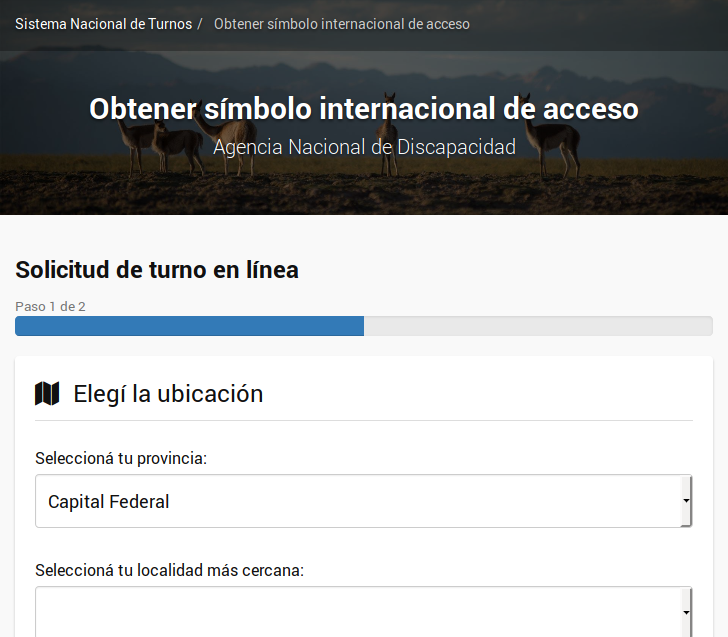 Sistema Nacional de Turnos / Obtener símbolo internacional de acceso
Obtener símbolo internacional de acceso
Agencia Nacional de Discapacidad
Solicitud de turno en línea
Paso 1 de 2
Elegí la ubicación
Seleccioná tu provincia:
Capital Federal
Seleccioná tu localidad más cercana: